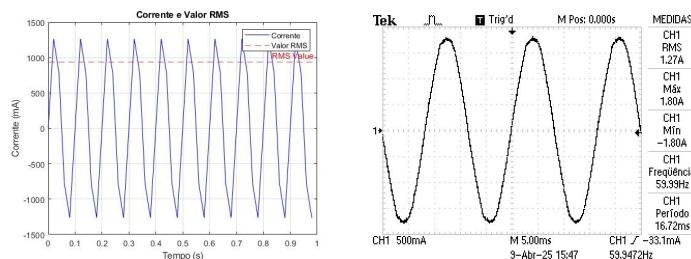 Corrente e Valor RMS
Corrente
Valor RMS
RMS Value
Corrente (mA)
1500
1000
500
0
-500
-1000
-1500
0 0.1 0.2 0.3 0.4 0.5 0.6 0.7 0.8 0.9 1
Tempo (s)
Tek T Trig'd M Pos: 0.000s MEDIDAS
CH1
RMS
1.27A
CH1
Máx
1.80A
CH1
Mín
-1.80A
CH1
Freqüênci
59.99Hz
CH1
Período
16.72ms
1
CH1 500mA M 5.00ms CH1 -33.1mA
9-Abr-25 15:47 59.9472Hz